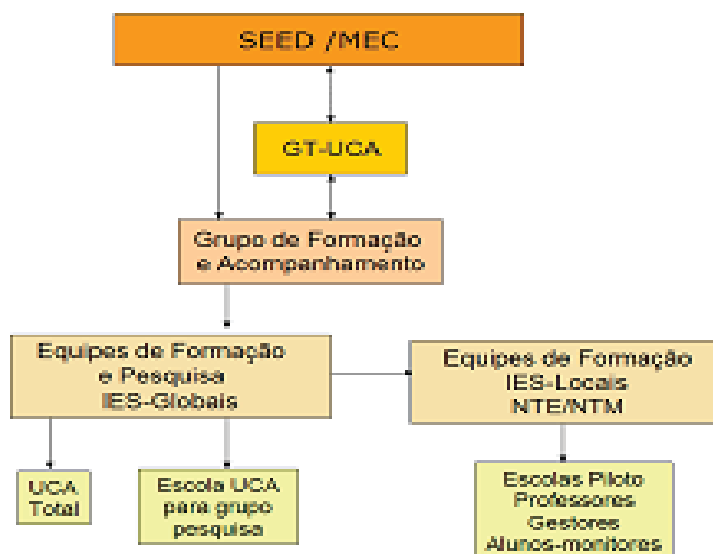 SEED /MEC
GT-UCA
Grupo de Formação
e Acompanhamento
Equipes de Formação
e Pesquisa
IES-Globais
Equipes de Formação
IES-Locais
NTE/NTM
UCA
Total
Escola UCA
para grupo
pesquisa
Escolas Piloto
Professores
Gestores
Alunos-monitores